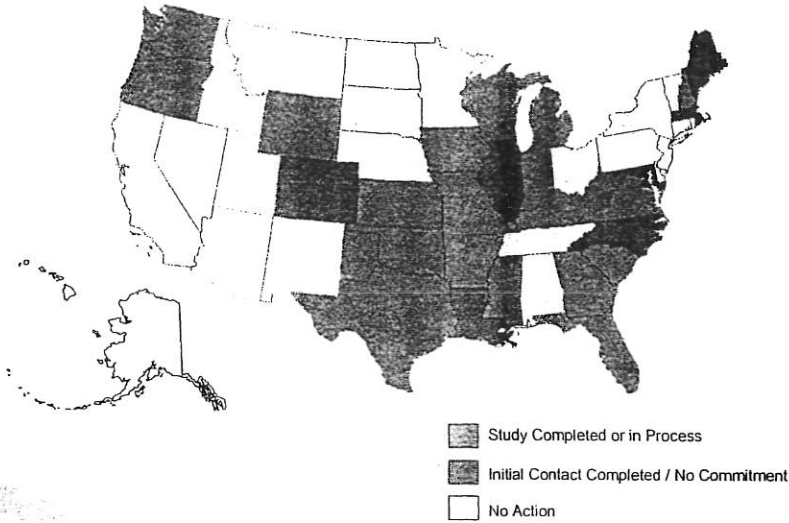 Study Completed or in Process
Initial Contact Completed / No Commitment
No Action